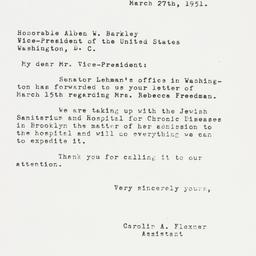 March 27th, 1951.
Honorable Alben W. Barkley
Vice-President of the United States
Washington, D. C.
My dear Mr. Vice-President:
Senator Lehman's office in Washing-
ton has forwarded to us your letter of
March 15th regarding Mrs. Rebecca Freedman.
We are taking up with the Jewish
Sanitarius and Hospital for Chronic Diseases
in Brooklyn the matter of her admission to
the hospital and will do everything we can
to expedite it.
Thank you for calling it to our
attention.
Very sincerely yours,
Carolin A. Flexner
Assistant